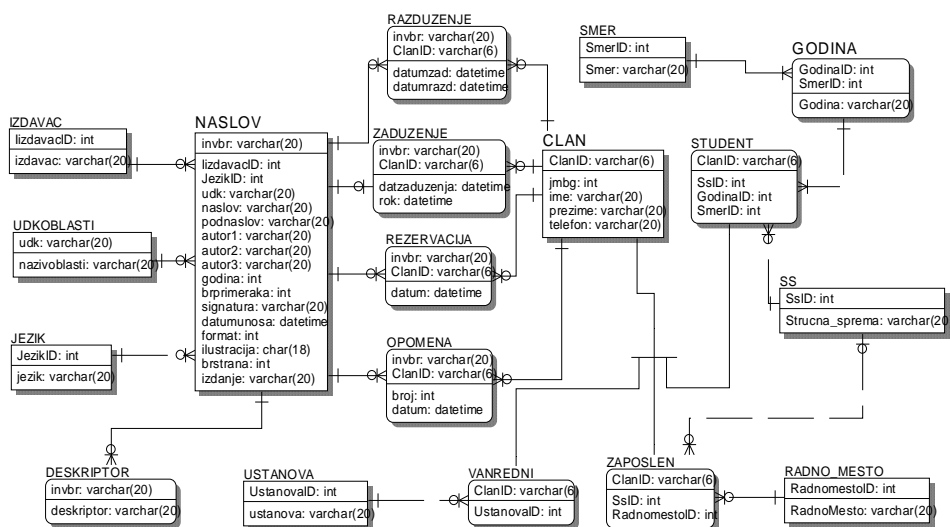 RAZDUZENJE
invbr: varchar(20)
ClanID: varchar(6)
datumzad: datetime
datumrazd: datetime
SMER
SmerID: int
Smer: varchar(20)
GODINA
GodinaID: int
SmerID: int
Godina: varchar(20)
IZDAVAC
IizdavacID: int
izdavac: varchar(20)
NASLOV
invbr: varchar(20)
IizdavacID: int
JezikID: int
udk: varchar(20)
naslov: varchar(20)
podnaslov: varchar(20)
autor1: varchar(20)
autor2: varchar(20)
autor3: varchar(20)
godina: int
brprimeraka: int
signatura: varchar(20)
datumunosa: datetime
format: int
ilustracija: char(18)
brstrana: int
izdanje: varchar(20)
ZADUZENJE
invbr: varchar(20)
ClanID: varchar(6)
datzaduzenja: datetime
rok: datetime
CLAN
ClanID: varchar(6)
jmbg: int
ime: varchar(20)
prezime: varchar(20)
telefon: varchar(20)
STUDENT
ClanID: varchar(6)
SsID: int
GodinaID: int
SmerID: int
UDKOBLASTI
udk: varchar(20)
nazivoblasti: varchar(20)
REZERVACIJA
invbr: varchar(20)
ClanID: varchar(6)
datum: datetime
SS
SsID: int
Strucna_sprema: varchar(20)
JEZIK
JezikID: int
jezik: varchar(20)
OPOMENA
invbr: varchar(20)
ClanID: varchar(6)
broj: int
datum: datetime
DESKRIPTOR
invbr: varchar(20)
deskriptor: varchar(20)
USTANOVA
UstanovaID: int
ustanova: varchar(20)
VANREDNI
ClanID: varchar(6)
UstanovaID: int
ZAPOSLEN
ClanID: varchar(6)
SsID: int
RadnomestoID: int
RADNO_MESTO
RadnomestoID: int
RadnoMesto: varchar(20)